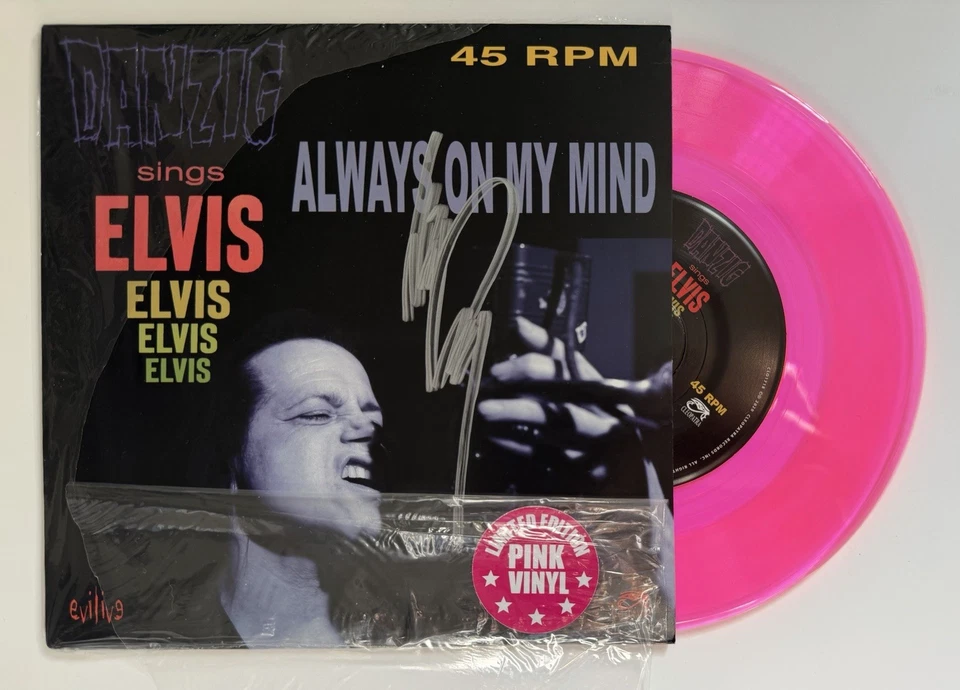 DANZIG
45 RPM
sings
ALWAYS ON MY MIND
ELVIS
ELVIS
ELVIS
ELVIS
LIMITED EDITION
PINK
VINYL
evilive
DANZIG
sings
ELVIS
45 RPM
CLEOPATRA